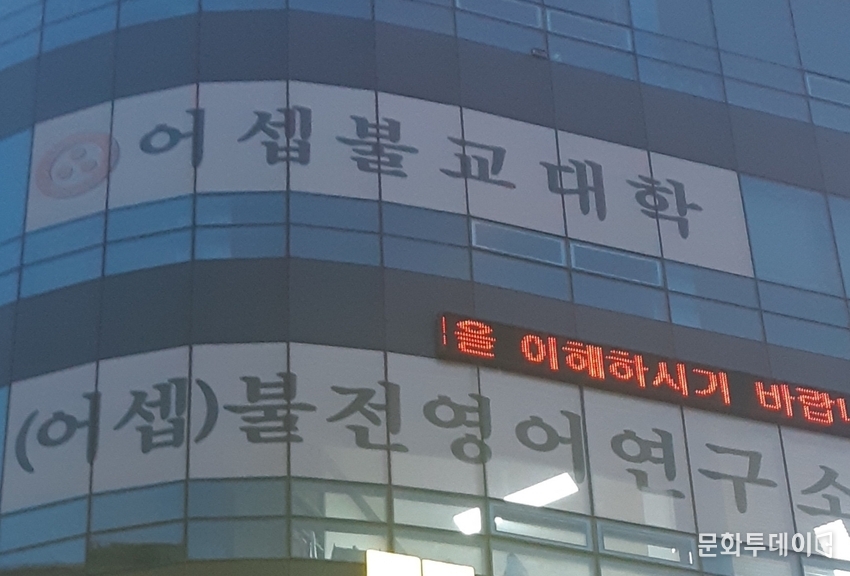 어셉불교대학
을 이해하시기 바랍니
(어셉)불전영어연구소
문화투데이